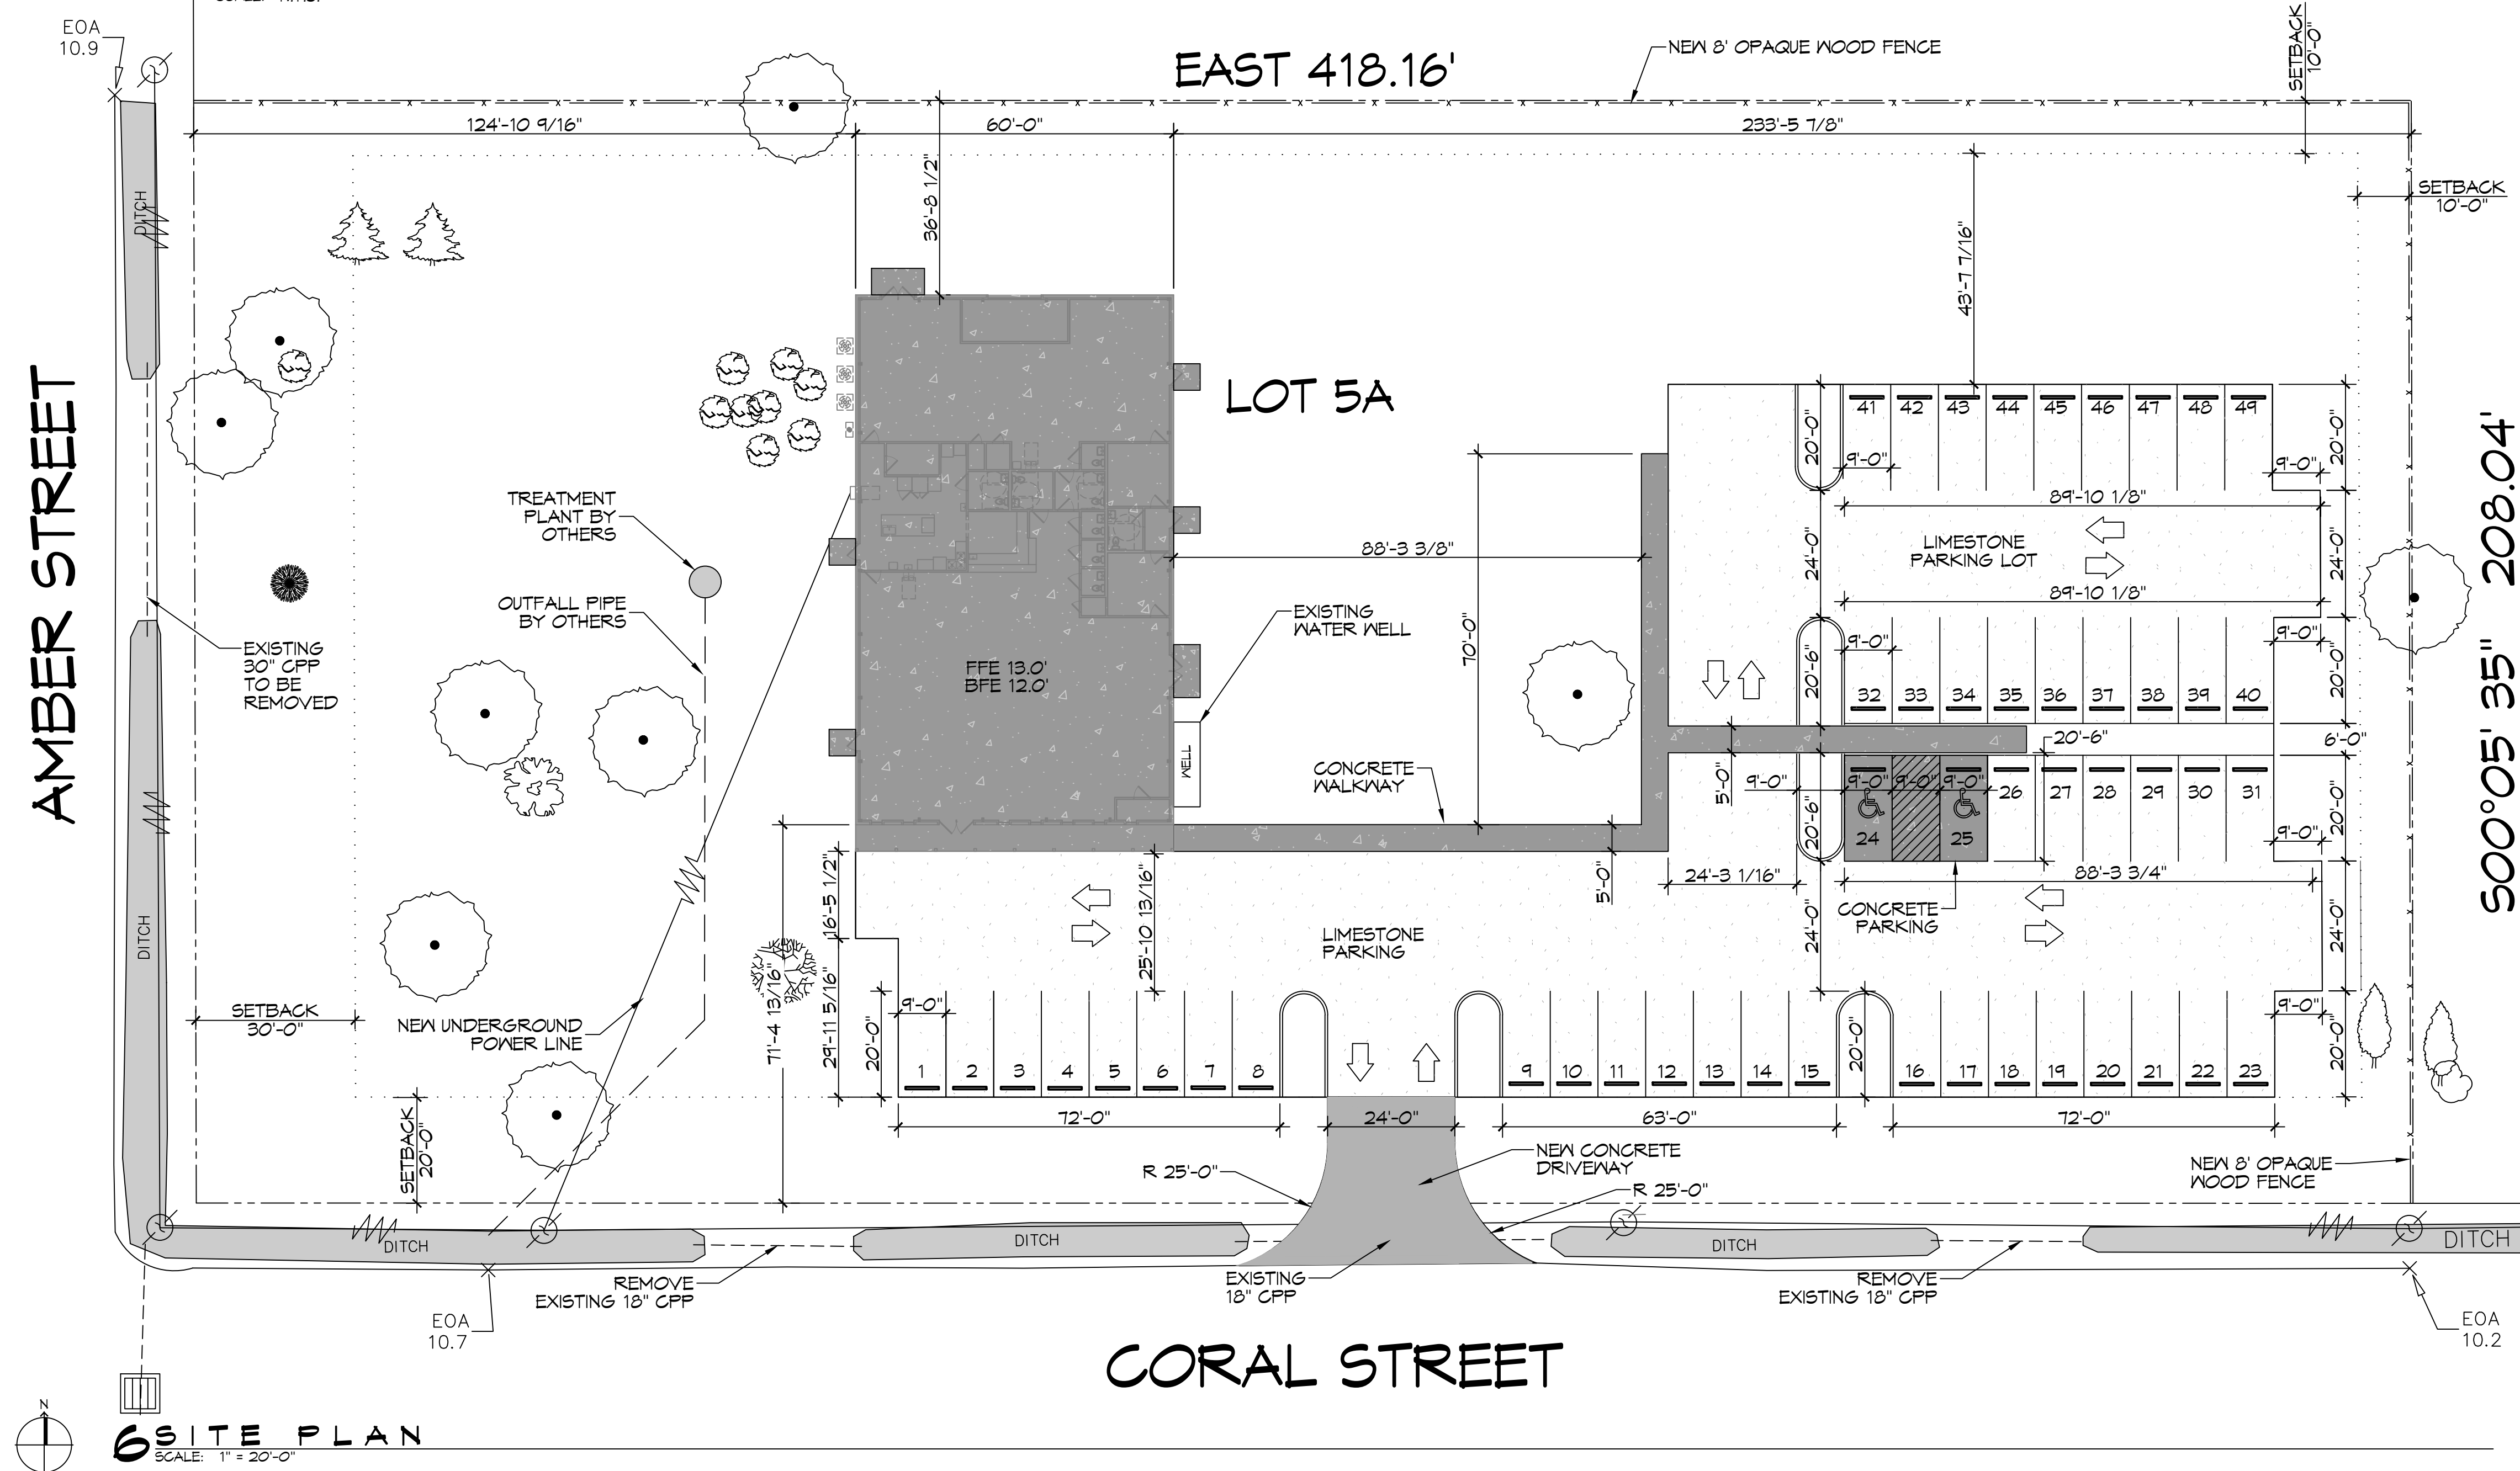 EOA
10.9
EAST 418.16'
NEW 8' OPAQUE WOOD FENCE
SETBACK
10'-0"
124'-10 9/16"
60'-0"
233'-5 7/8"
DITCH
36'-8 1/2"
43'-7 7/16"
SETBACK
10'-0"
AMBER STREET
LOT 5A
S00°05' 35" 208.04'
41 42 43 44 45 46 47 48 49
20'-0"
9'-0"
9'-0"
20'-0"
89'-10 1/8"
TREATMENT
PLANT BY
OTHERS
88'-3 3/8"
24'-0"
LIMESTONE
PARKING LOT
24'-0"
89'-10 1/8"
OUTFALL PIPE
BY OTHERS
EXISTING
WATER WELL
70'-0"
EXISTING
30" CPP
TO BE
REMOVED
FFE 13.0'
BFE 12.0'
9'-0"
9'-0"
20'-6"
20'-0"
32 33 34 35 36 37 38 39 40
WELL
20'-6"
6'-0"
CONCRETE
WALKWAY
5'-0"
9'-0"
9'-0" 9'-0" 9'-0"
26 27 28 29 30 31
24 25
20'-6"
20'-0"
9'-0"
24'-3 1/16"
88'-3 3/4"
5'-0"
16'-5 1/2"
25'-10 13/16"
CONCRETE
PARKING
LIMESTONE
PARKING
24'-0"
24'-0"
DITCH
71'-4 13/16"
29'-11 5/16"
20'-0"
9'-0"
9'-0"
SETBACK
30'-0"
NEW UNDERGROUND
POWER LINE
20'-0"
20'-0"
1 2 3 4 5 6 7 8
9 10 11 12 13 14 15
16 17 18 19 20 21 22 23
72'-0"
24'-0"
63'-0"
72'-0"
SETBACK
20'-0"
R 25'-0"
NEW CONCRETE
DRIVEWAY
R 25'-0"
NEW 8' OPAQUE
WOOD FENCE
DITCH
DITCH
DITCH
DITCH
REMOVE
EXISTING 18" CPP
EXISTING
18" CPP
REMOVE
EXISTING 18" CPP
EOA
10.7
EOA
10.2
CORAL STREET
N
6 SITE PLAN
SCALE: 1" = 20'-0"